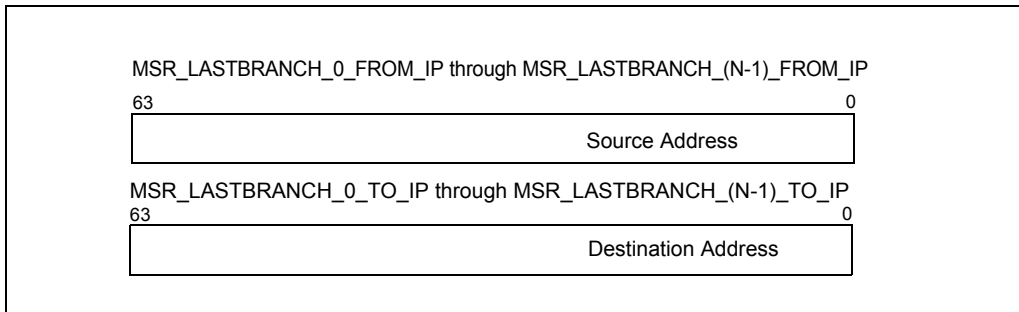 MSR_LASTBRANCH_0_FROM_IP through MSR_LASTBRANCH_(N-1)_FROM_IP
63 0
Source Address
MSR_LASTBRANCH_0_TO_IP through MSR_LASTBRANCH_(N-1)_TO_IP
63 0
Destination Address